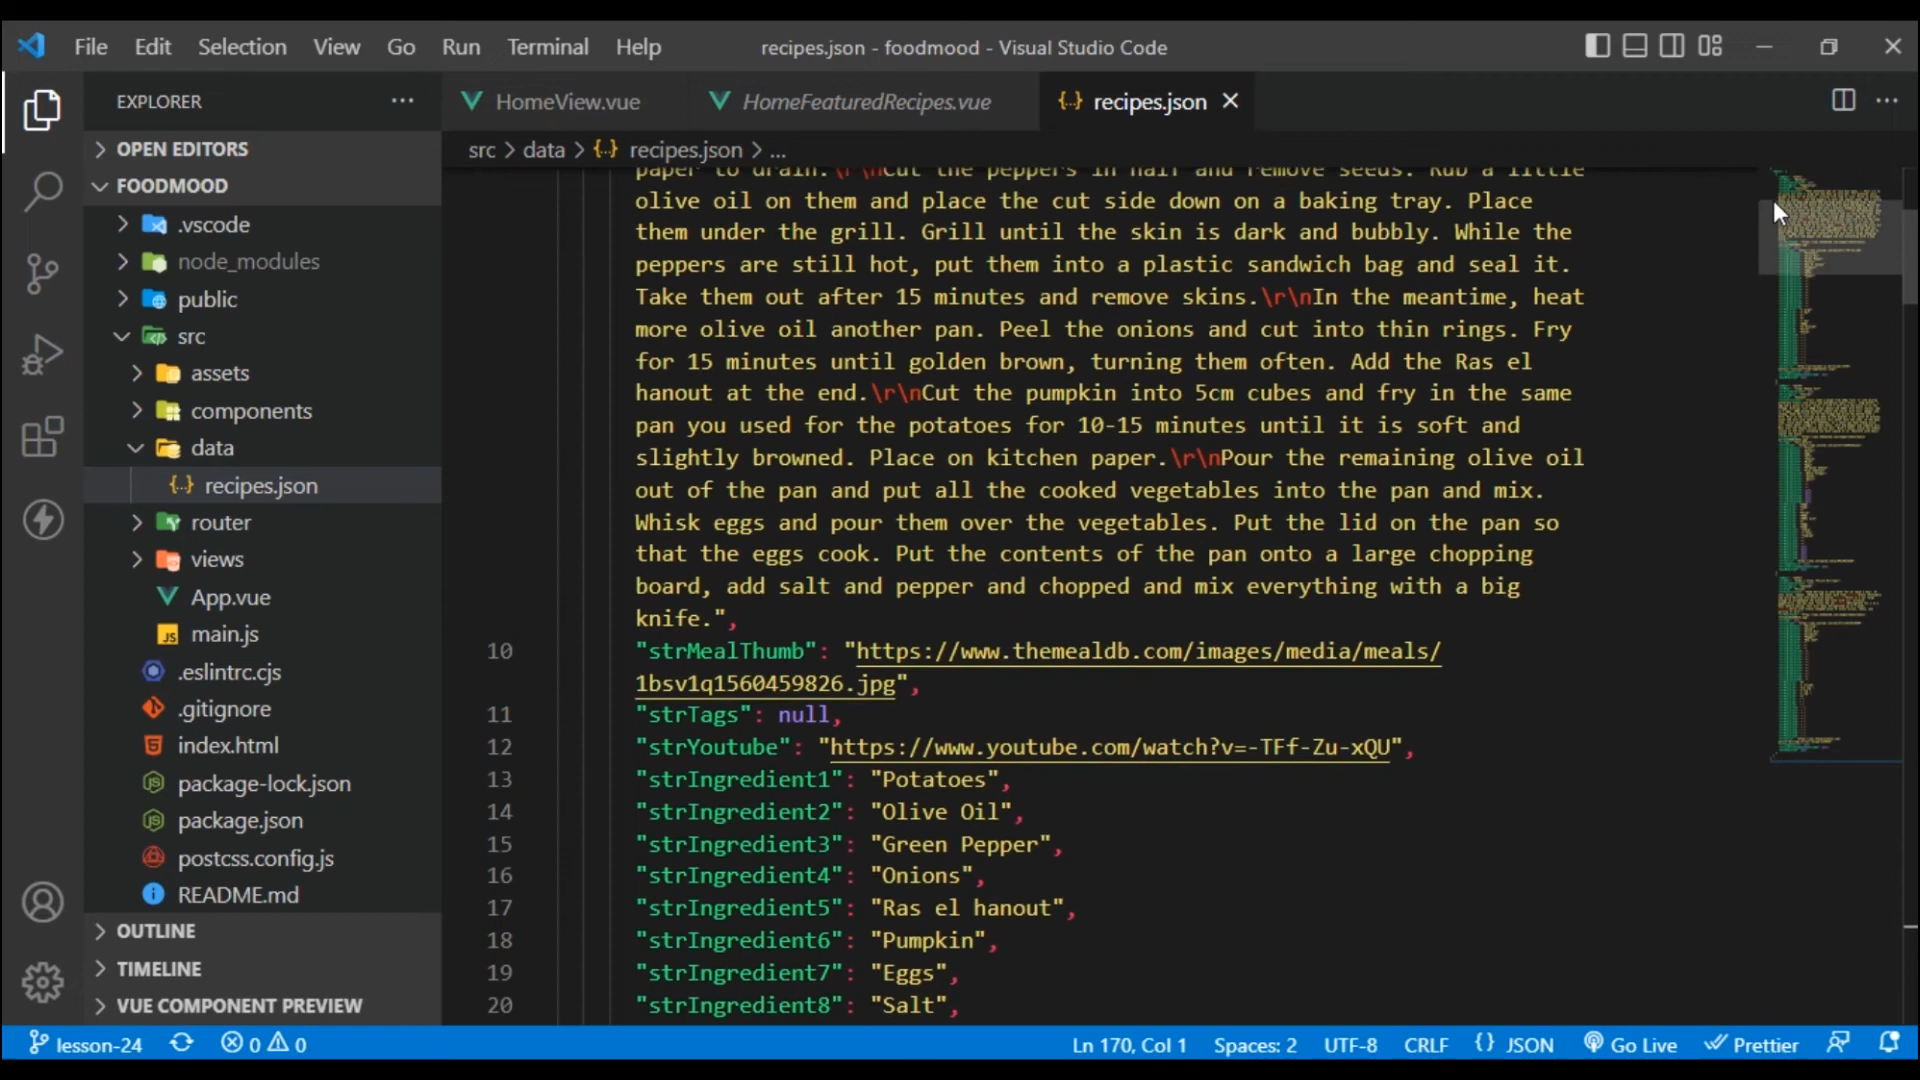 File Edit Selection View Go Run Terminal Help recipes.json - foodmood - Visual Studio Code
EXPLORER
HomeView.vue HomeFeaturedRecipes.vue recipes.json
OPEN EDITORS
FOODMOOD
.vscode
node_modules
public
src
assets
components
data
recipes.json
router
views
App.vue
main.js
.eslintrc.cjs
.gitignore
index.html
package-lock.json
package.json
postcss.config.js
README.md
OUTLINE
TIMELINE
VUE COMPONENT PREVIEW
src > data > {..} recipes.json > ...
paper to drain.\r\nCut the peppers in half and remove seeds. Rub a little
olive oil on them and place the cut side down on a baking tray. Place
them under the grill. Grill until the skin is dark and bubbly. While the
peppers are still hot, put them into a plastic sandwich bag and seal it.
Take them out after 15 minutes and remove skins.\r\nIn the meantime, heat
more olive oil another pan. Peel the onions and cut into thin rings. Fry
for 15 minutes until golden brown, turning them often. Add the Ras el
hanout at the end.\r\nCut the pumpkin into 5cm cubes and fry in the same
pan you used for the potatoes for 10-15 minutes until it is soft and
slightly browned. Place on kitchen paper.\r\nPour the remaining olive oil
out of the pan and put all the cooked vegetables into the pan and mix.
Whisk eggs and pour them over the vegetables. Put the lid on the pan so
that the eggs cook. Put the contents of the pan onto a large chopping
board, add salt and pepper and chopped and mix everything with a big
knife.",
10 "strMealThumb": "https://www.themealdb.com/images/media/meals/
1bsv1q1560459826.jpg",
11 "strTags": null,
12 "strYoutube": "https://www.youtube.com/watch?v=-TFf-Zu-xQU",
13 "strIngredient1": "Potatoes",
14 "strIngredient2": "Olive Oil",
15 "strIngredient3": "Green Pepper",
16 "strIngredient4": "Onions",
17 "strIngredient5": "Ras el hanout",
18 "strIngredient6": "Pumpkin",
19 "strIngredient7": "Eggs",
20 "strIngredient8": "Salt",
lesson-24 0 0 Ln 170, Col 1 Spaces: 2 UTF-8 CRLF {} JSON Go Live Prettier